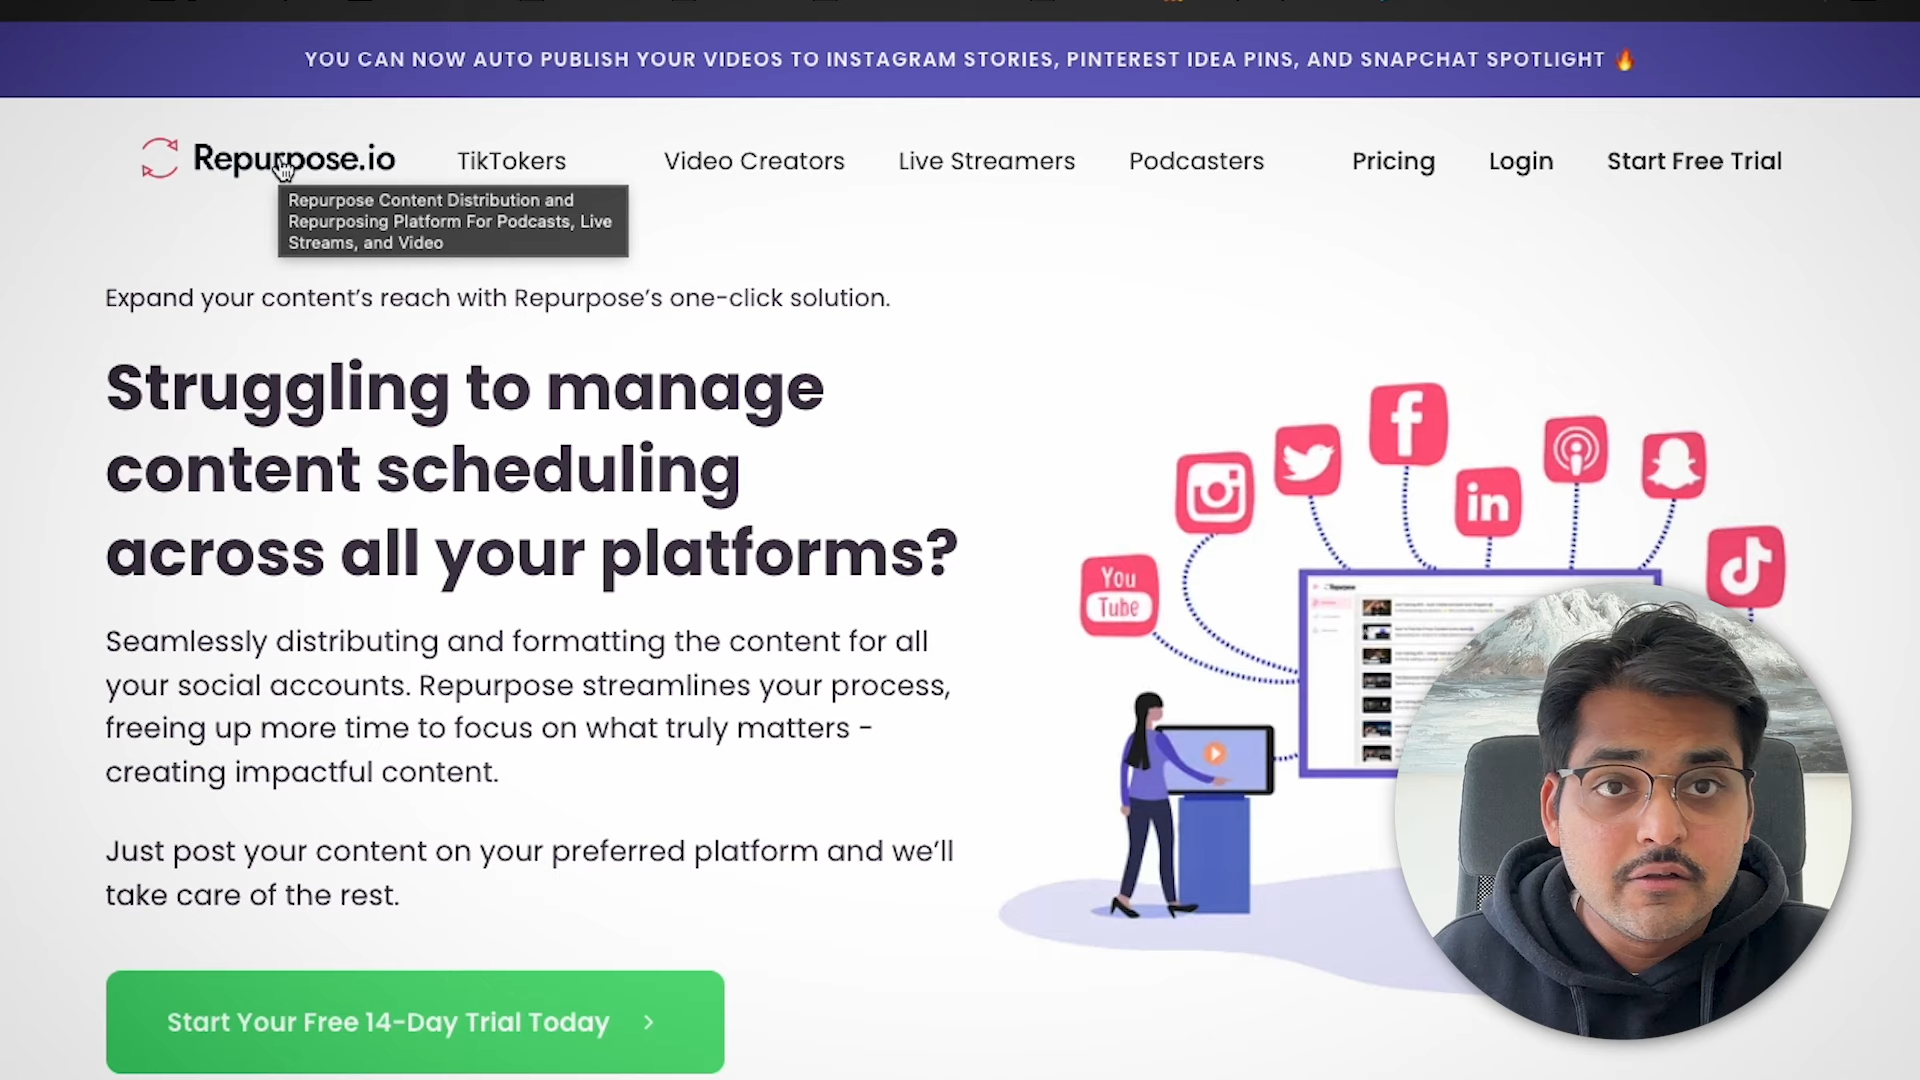 YOU CAN NOW AUTO PUBLISH YOUR VIDEOS TO INSTAGRAM STORIES, PINTEREST IDEA PINS, AND SNAPCHAT SPOTLIGHT 🔥
Repurpose.io
TikTokers
Video Creators
Live Streamers
Podcasters
Pricing
Login
Start Free Trial
Repurpose Content Distribution and
Repurposing Platform For Podcasts, Live
Streams, and Video
Expand your content’s reach with Repurpose’s one-click solution.
Struggling to manage
content scheduling
across all your platforms?
Seamlessly distributing and formatting the content for all
your social accounts. Repurpose streamlines your process,
freeing up more time to focus on what truly matters -
creating impactful content.
Just post your content on your preferred platform and we’ll
take care of the rest.
Start Your Free 14-Day Trial Today
You
Tube
in
Repurpose